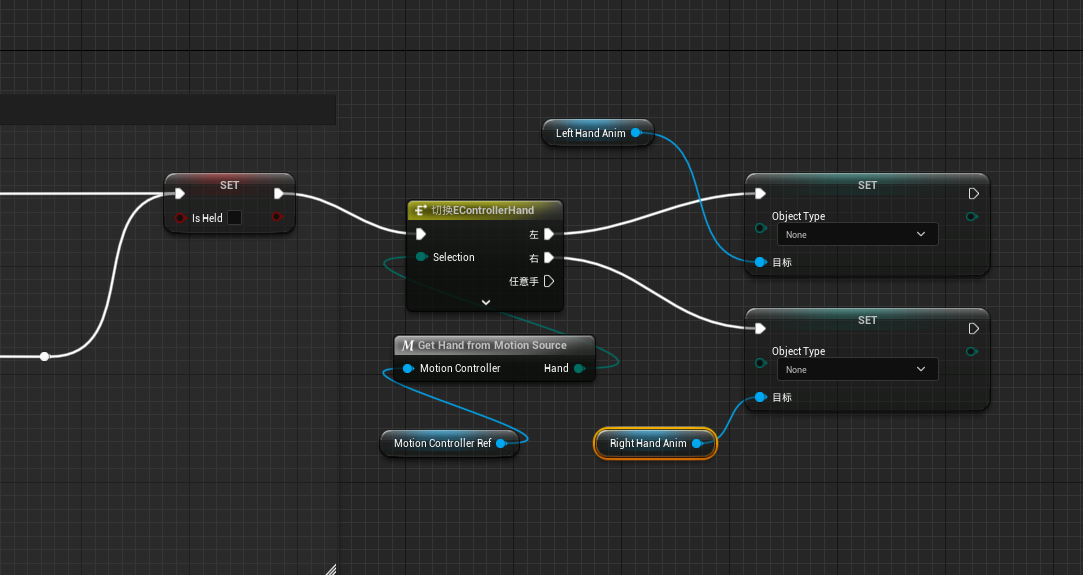 Left Hand Anim
SET
Is Held
切换EControllerHand
左
Selection
右
任意手
SET
Object Type
None
目标
SET
Object Type
None
目标
M Get Hand from Motion Source
Motion Controller
Hand
Motion Controller Ref
Right Hand Anim